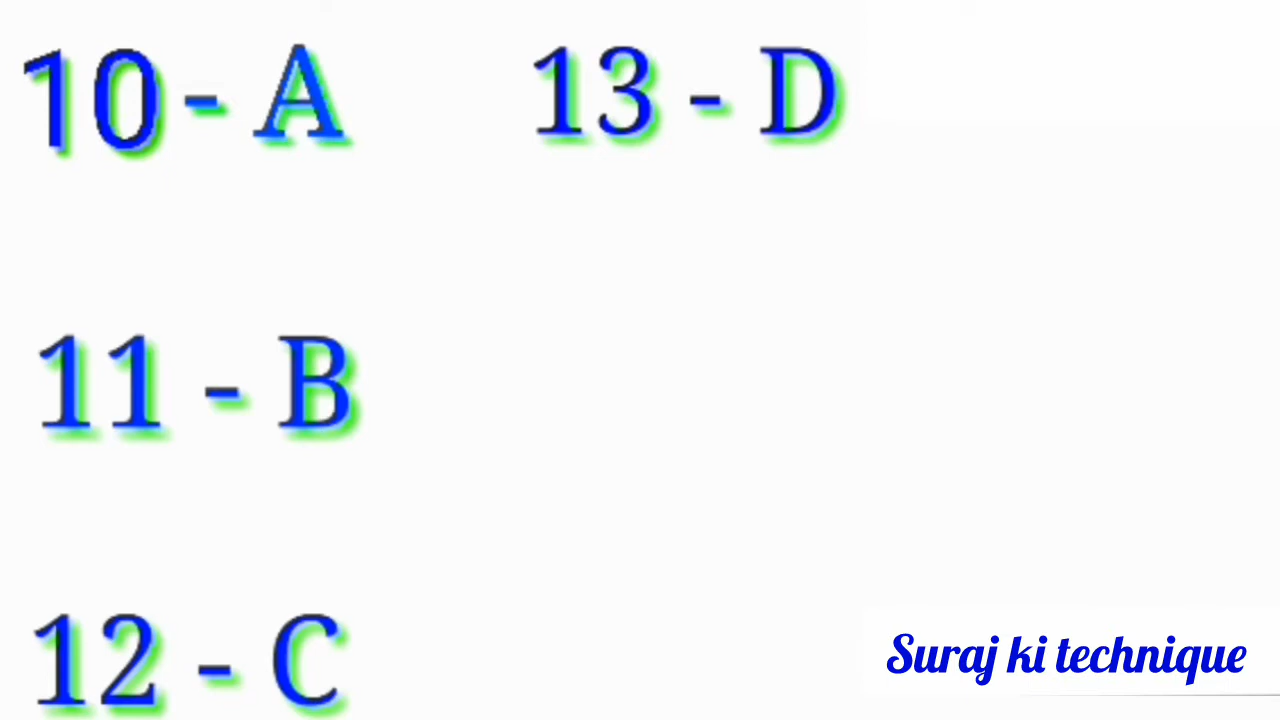 10 - A
13 - D
11 - B
12 - C
Suraj ki technique